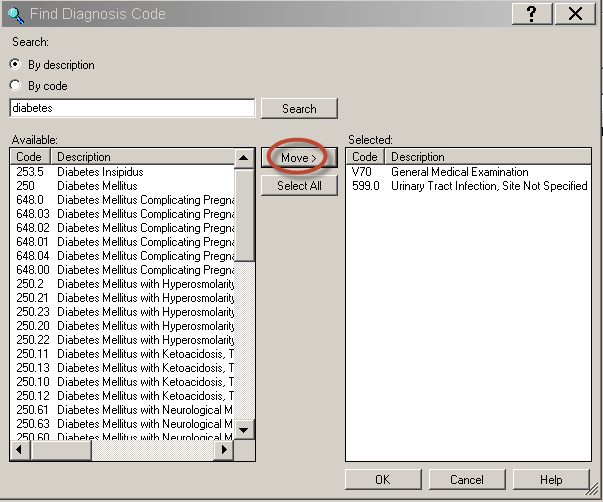 Find Diagnosis Code
?
X
Search:
By description
By code
diabetes
Search
Available:
Code Description
253.5 Diabetes Insipidus
250 Diabetes Mellitus
648.0 Diabetes Mellitus Complicating Pregna
648.03 Diabetes Mellitus Complicating Pregna
648.02 Diabetes Mellitus Complicating Pregna
648.01 Diabetes Mellitus Complicating Pregna
648.04 Diabetes Mellitus Complicating Pregna
648.00 Diabetes Mellitus Complicating Pregna
250.2 Diabetes Mellitus with Hyperosmolarity
250.21 Diabetes Mellitus with Hyperosmolarity
250.23 Diabetes Mellitus with Hyperosmolarity
250.20 Diabetes Mellitus with Hyperosmolarity
250.22 Diabetes Mellitus with Hyperosmolarity
250.11 Diabetes Mellitus with Ketoacidosis, T
250.13 Diabetes Mellitus with Ketoacidosis, T
250.10 Diabetes Mellitus with Ketoacidosis, T
250.12 Diabetes Mellitus with Ketoacidosis, T
250.61 Diabetes Mellitus with Neurological M
250.63 Diabetes Mellitus with Neurological M
250.60 Diabetes Mellitus with Neurological M
Move >
Select All
Selected:
Code Description
V70 General Medical Examination
599.0 Urinary Tract Infection, Site Not Specified
OK
Cancel
Help